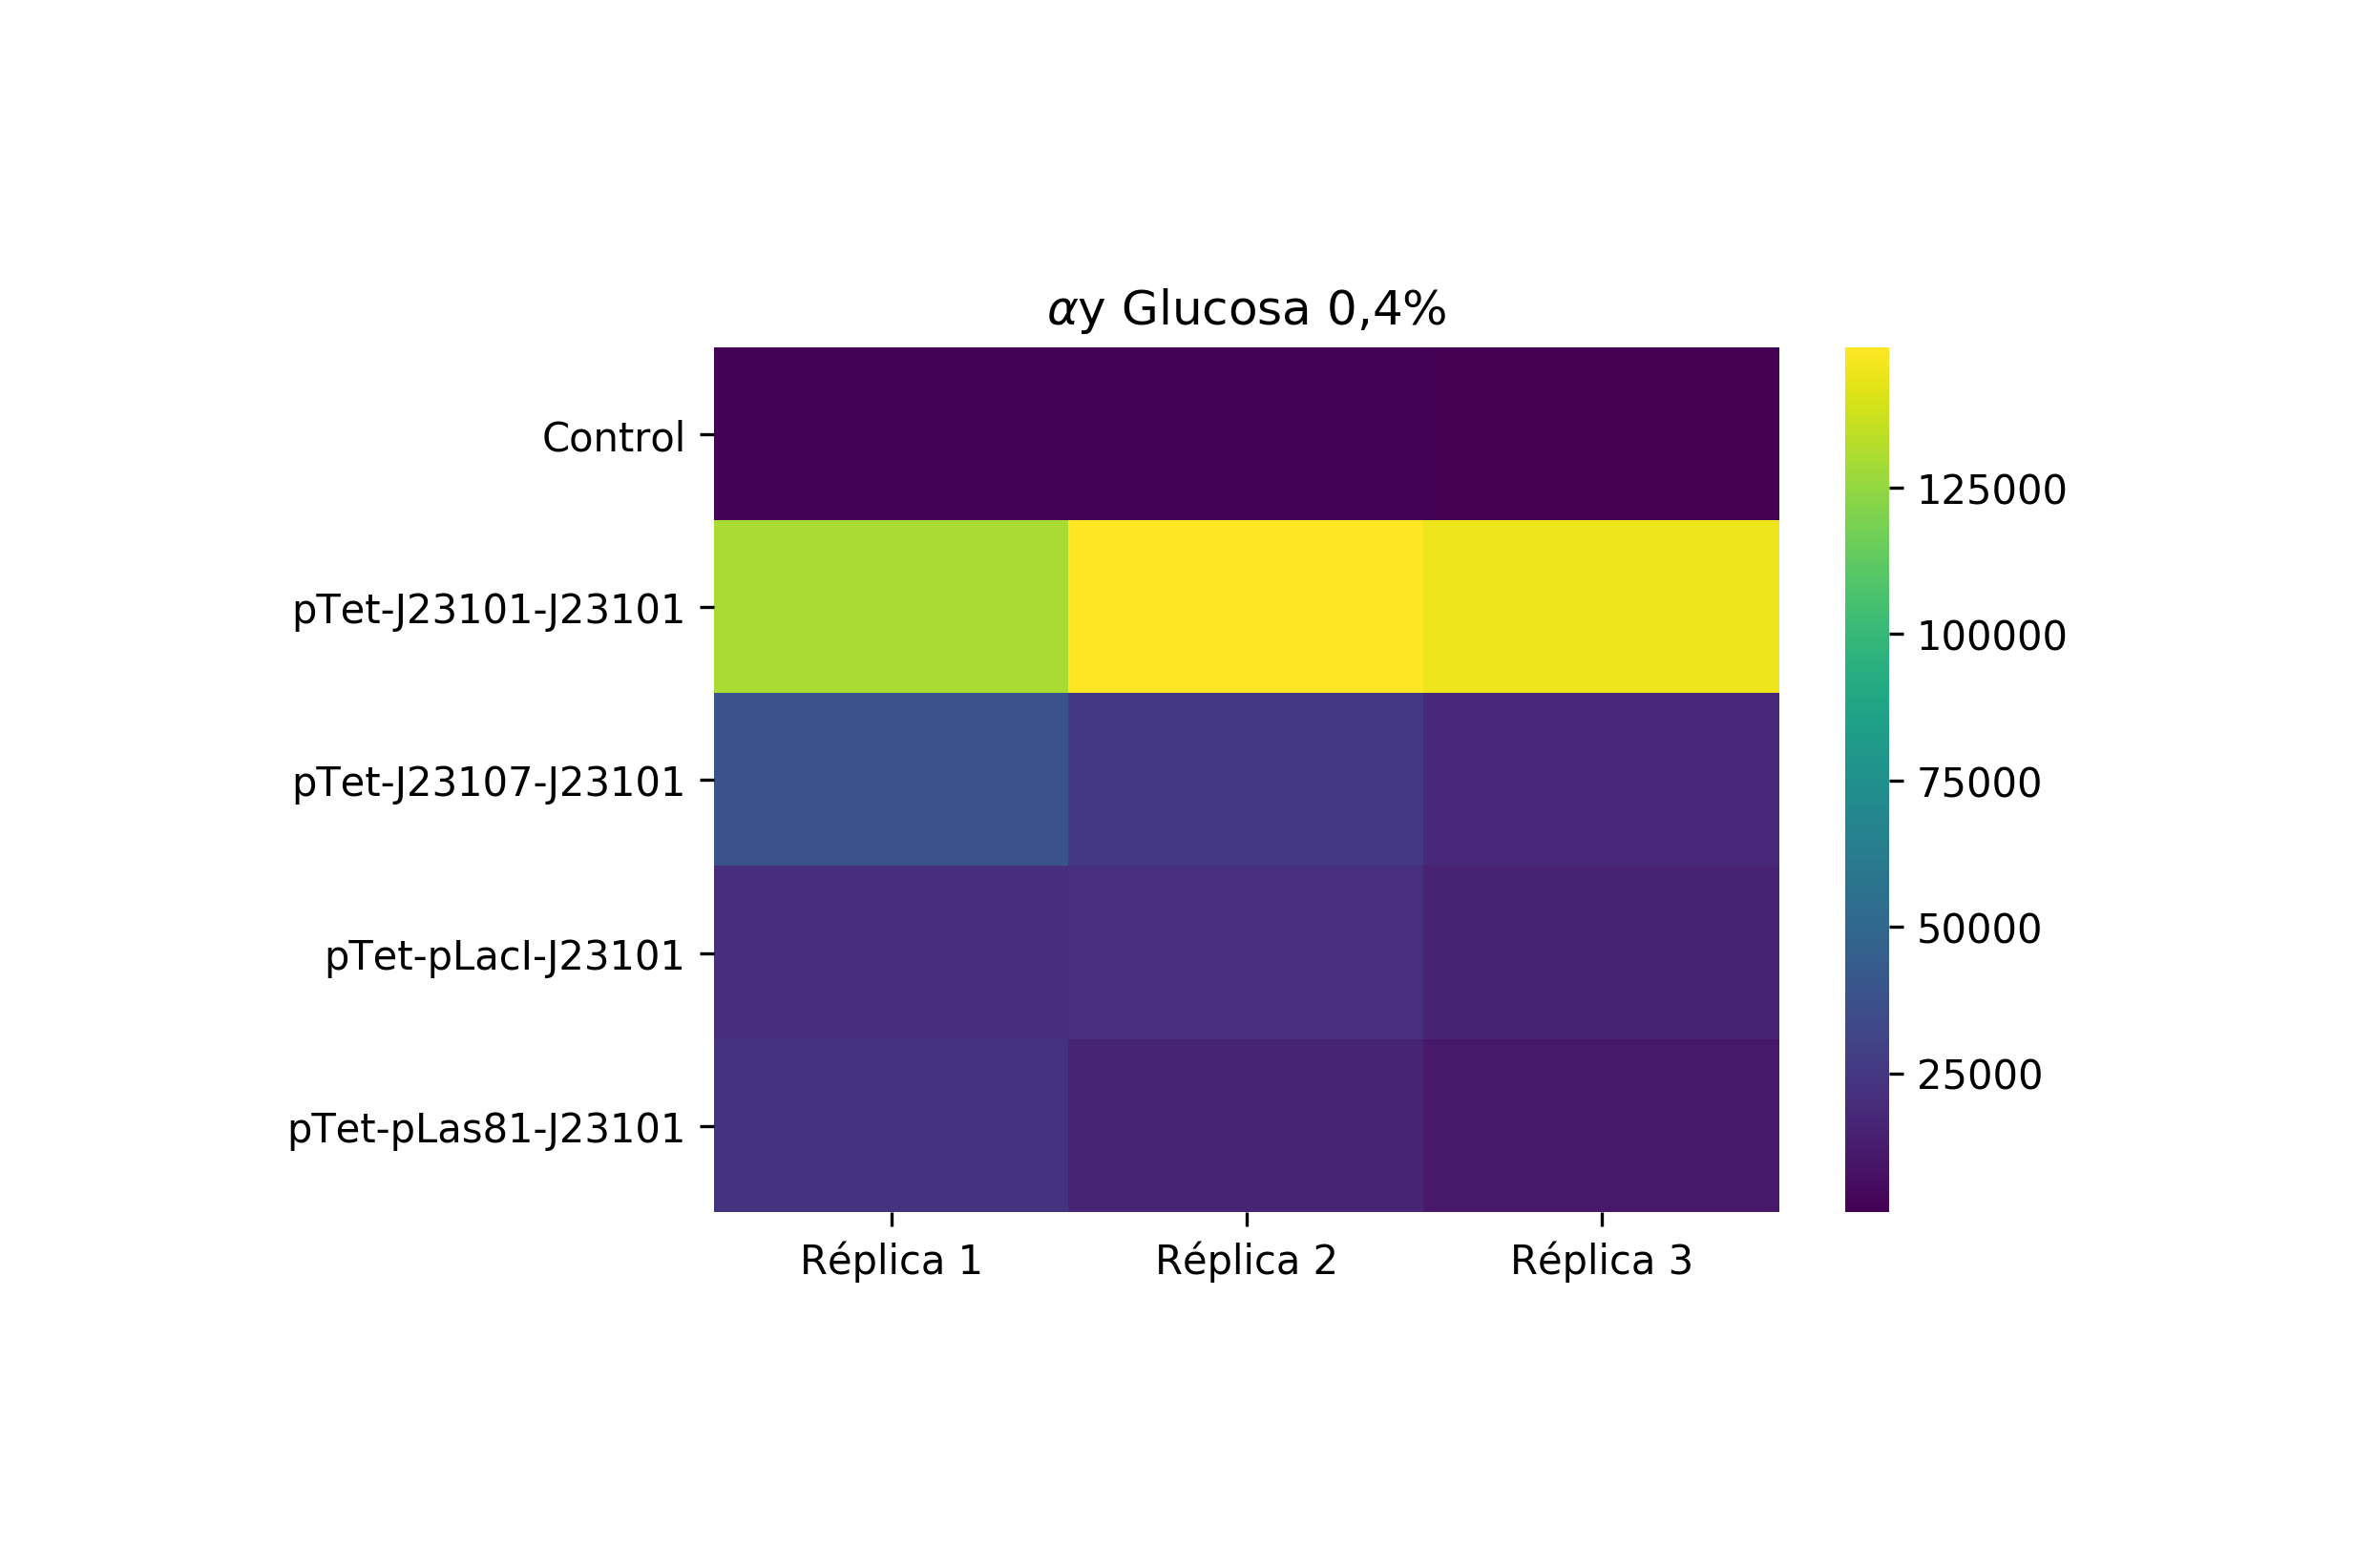 αy Glucosa 0,4%
Control
pTet-J23101-J23101
pTet-J23107-J23101
pTet-pLacI-J23101
pTet-pLas81-J23101
Réplica 1
Réplica 2
Réplica 3
125000
100000
75000
50000
25000